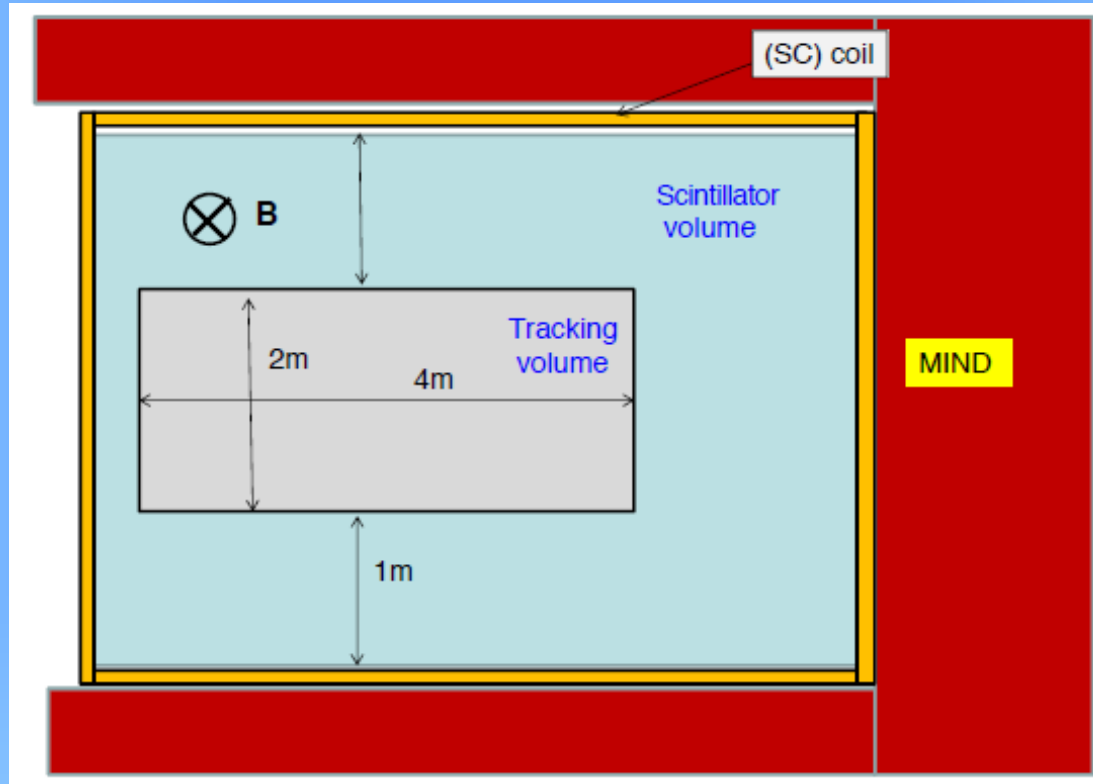 (SC) coil
B
Scintillator
volume
Tracking
volume
2m
4m
MIND
1m